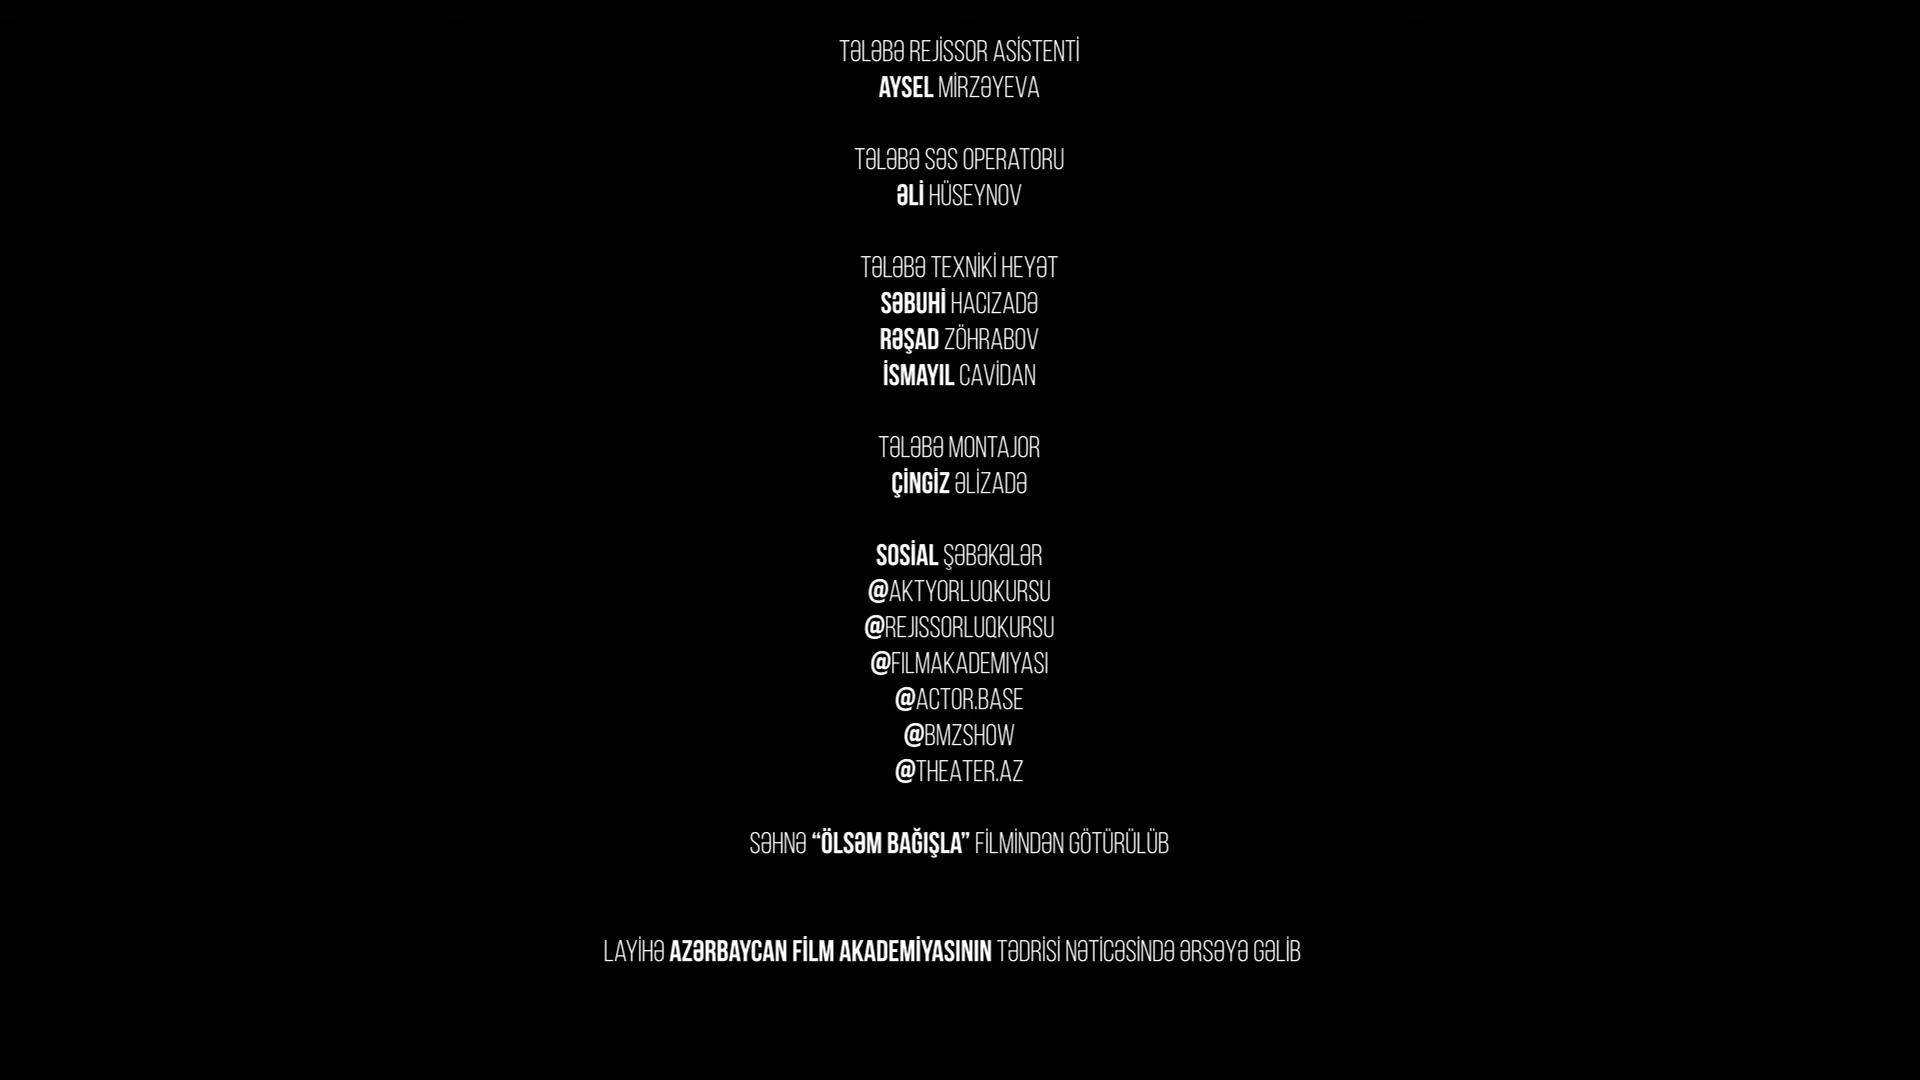 TƏLƏBƏ REJİSSOR ASİSTENTİ
AYSEL MİRZƏYEVA
TƏLƏBƏ SƏS OPERATORU
ƏLİ HÜSEYNOV
TƏLƏBƏ TEXNİKİ HEYƏT
SƏBUHİ HACIZADƏ
RƏŞAD ZÖHRABOV
İSMAYIL CAVİDAN
TƏLƏBƏ MONTAJOR
ÇİNGİZ ƏLİZADƏ
SOSİAL ŞƏBƏKƏLƏR
@AKTYORLUQKURSU
@REJISSORLUQKURSU
@FILMAKADEMIYASI
@ACTOR.BASE
@BMZSHOW
@THEATER.AZ
SƏHNƏ “ÖLSƏM BAĞIŞLA” FİLMİNDƏN GÖTÜRÜLÜB
LAYİHƏ AZƏRBAYCAN FİLM AKADEMİYASININ TƏDRİSİ NƏTİCƏSİNDƏ ƏRSƏYƏ GƏLİB